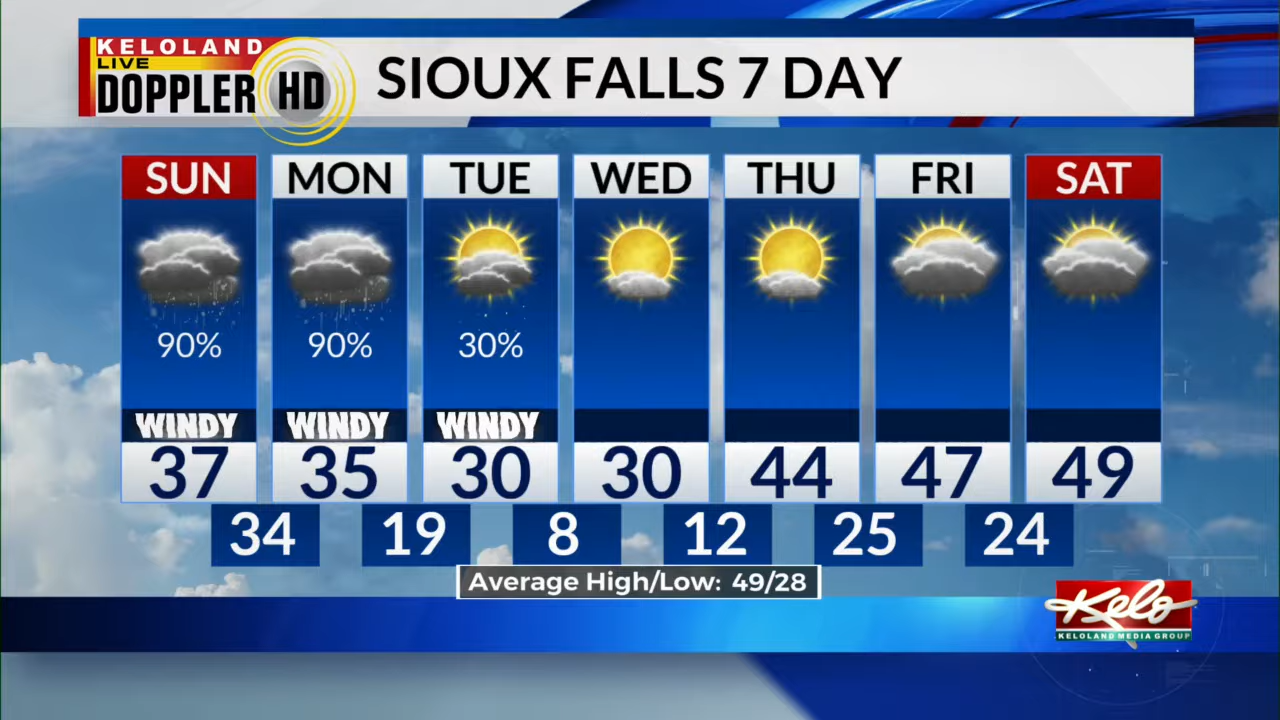 KELOLAND
LIVE
DOPPLER HD
SIOUX FALLS 7 DAY
SUN MON TUE WED THU FRI SAT
90% 90% 30%
WINDY WINDY WINDY
37 35 30 30 44 47 49
34 19 8 12 25 24
Average High/Low: 49/28
Kelo
KELOLAND MEDIA GROUP